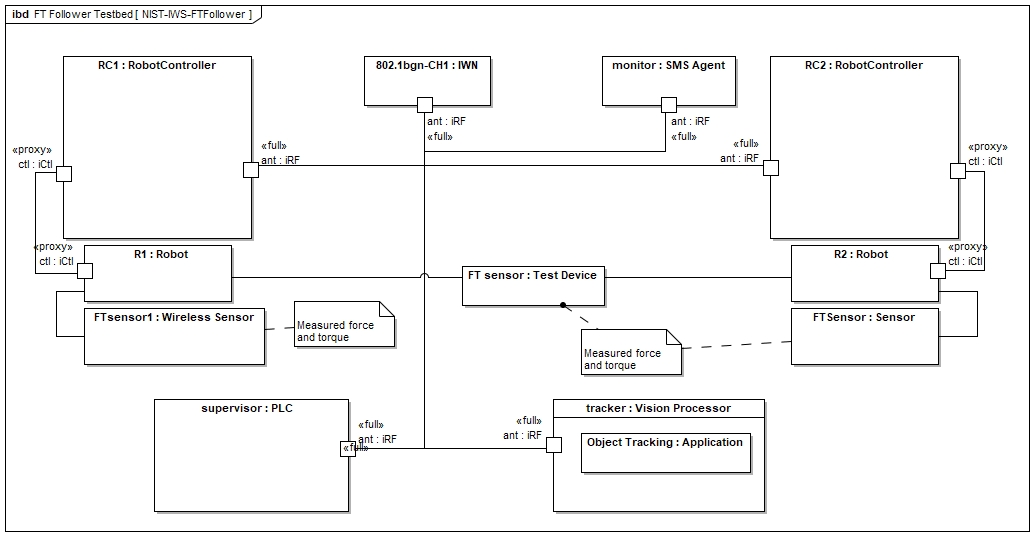 ibd FT Follower Testbed [ NIST-IWS-FTFollower ]
RC1 : RobotController
802.1bgn-CH1 : IWN
monitor : SMS Agent
RC2 : RobotController
ant : iRF
«full»
ant : iRF
«full»
«proxy»
ctl : iCtl
«full»
ant : iRF
«full»
ant : iRF
«proxy»
ctl : iCtl
«proxy»
ctl : iCtl
R1 : Robot
FT sensor : Test Device
R2 : Robot
«proxy»
ctl : iCtl
FTsensor1 : Wireless Sensor
Measured force
and torque
Measured force
and torque
FTSensor : Sensor
supervisor : PLC
«full»
ant : iRF
«full»
«full»
ant : iRF
tracker : Vision Processor
Object Tracking : Application